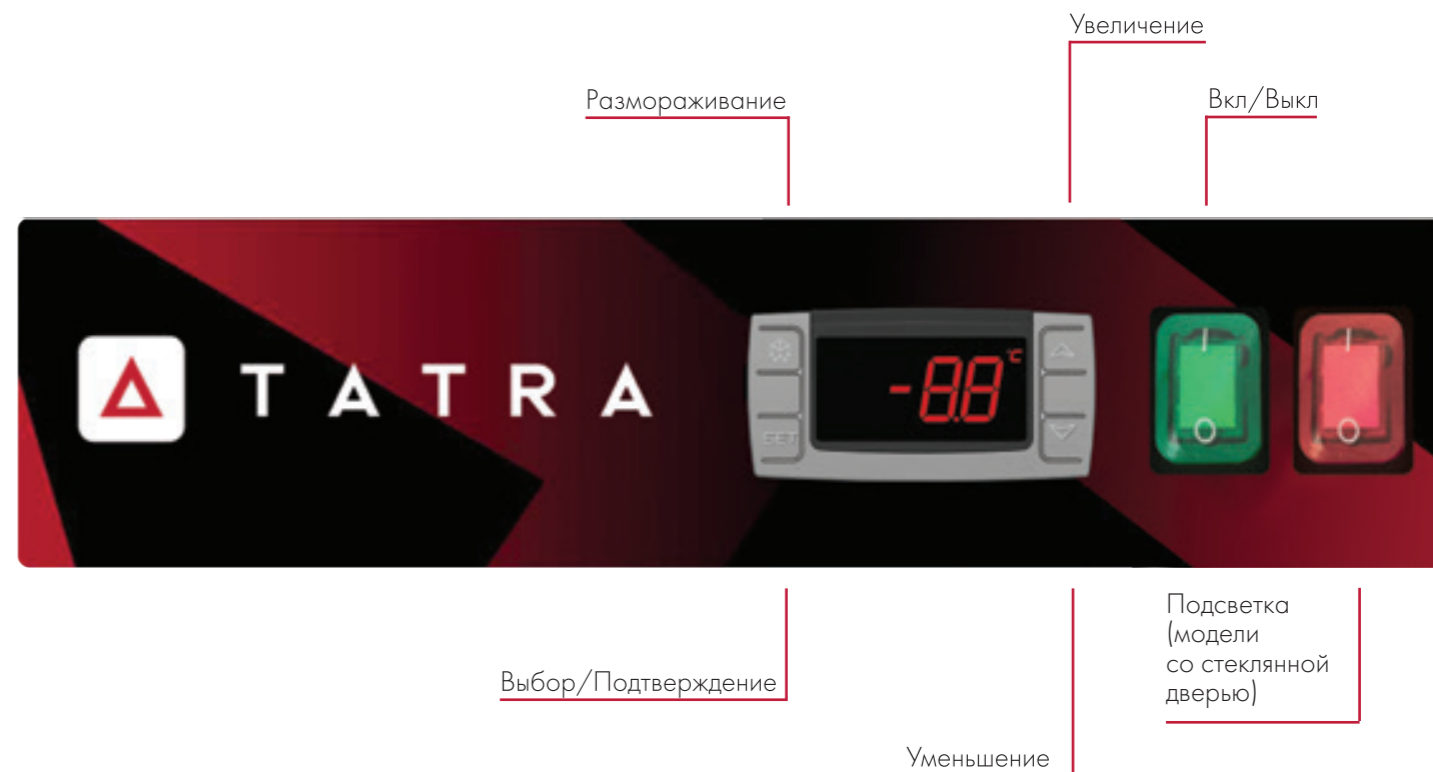 Увеличение
Размораживание
Вкл/Выкл
TATRA
-8.8 °C
SET
Подсветка
(модели
со стеклянной
дверью)
Выбор/Подтверждение
Уменьшение